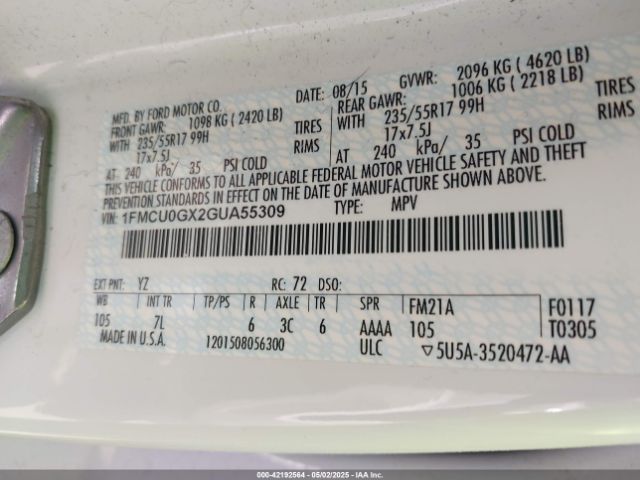 MFD. BY FORD MOTOR CO. DATE: 08/15 GVWR: 2096 KG ( 4620 LB)
FRONT GAWR: 1098 KG ( 2420 LB) REAR GAWR: 1006 KG ( 2218 LB)
WITH 235/55R17 99H TIRES WITH 235/55R17 99H TIRES
17x7.5J RIMS 17x7.5J RIMS
AT 240 kPa/ 35 PSI COLD AT 240 kPa/ 35 PSI COLD
THIS VEHICLE CONFORMS TO ALL APPLICABLE FEDERAL MOTOR VEHICLE SAFETY AND THEFT
PREVENTION STANDARDS IN EFFECT ON THE DATE OF MANUFACTURE SHOWN ABOVE.
VIN: 1FMCU0GX2GUA55309 TYPE: MPV
EXT PNT: YZ RC: 72 DSO:
WB INT TR TP/PS R AXLE TR SPR FM21A F0117
105 7L 6 3C 6 AAAA 105 T0305
MADE IN U.S.A. 1201508056300 ULC ▽5U5A-3520472-AA
000-42192564 - 05/02/2025 - IAAI.COM